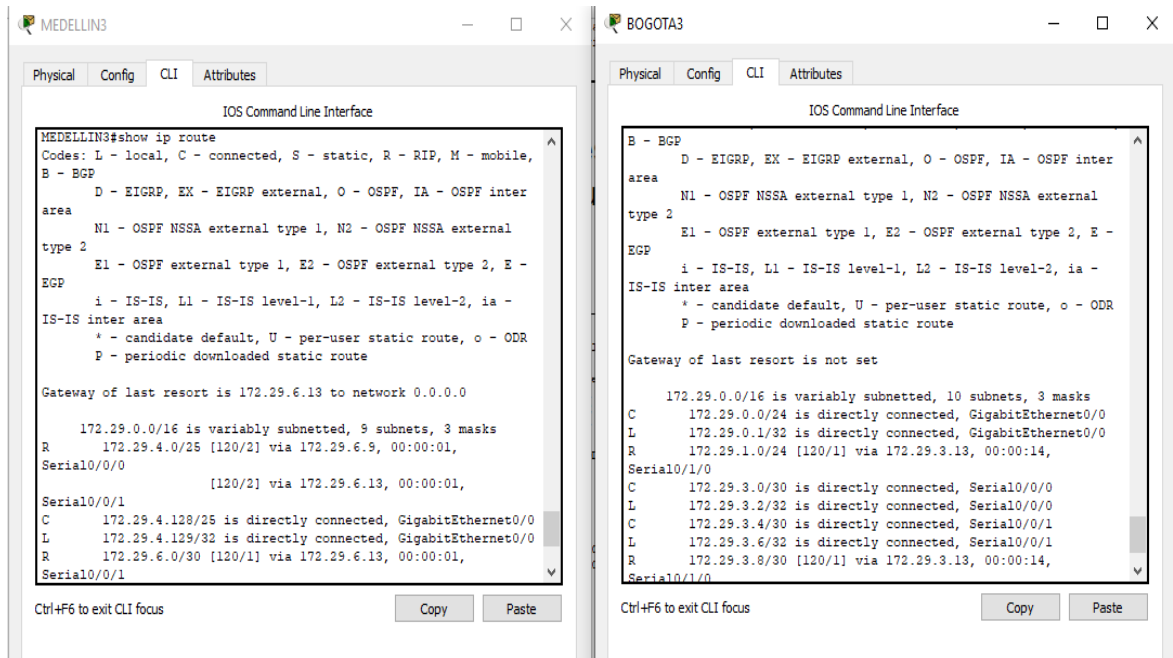 MEDELLIN3
Physical Config CLI Attributes
IOS Command Line Interface
MEDELLIN3#show ip route
Codes: L - local, C - connected, S - static, R - RIP, M - mobile,
B - BGP
D - EIGRP, EX - EIGRP external, O - OSPF, IA - OSPF inter
area
N1 - OSPF NSSA external type 1, N2 - OSPF NSSA external
type 2
E1 - OSPF external type 1, E2 - OSPF external type 2, E -
EGP
i - IS-IS, L1 - IS-IS level-1, L2 - IS-IS level-2, ia -
IS-IS inter area
* - candidate default, U - per-user static route, o - ODR
P - periodic downloaded static route
Gateway of last resort is 172.29.6.13 to network 0.0.0.0
172.29.0.0/16 is variably subnetted, 9 subnets, 3 masks
R 172.29.4.0/25 [120/2] via 172.29.6.9, 00:00:01,
Serial0/0/0
[120/2] via 172.29.6.13, 00:00:01,
Serial0/0/1
C 172.29.4.128/25 is directly connected, GigabitEthernet0/0
L 172.29.4.129/32 is directly connected, GigabitEthernet0/0
R 172.29.6.0/30 [120/1] via 172.29.6.13, 00:00:01,
Serial0/0/1
Ctrl+F6 to exit CLI focus
Copy Paste
BOGOTA3
Physical Config CLI Attributes
IOS Command Line Interface
B - BGP
D - EIGRP, EX - EIGRP external, O - OSPF, IA - OSPF inter
area
N1 - OSPF NSSA external type 1, N2 - OSPF NSSA external
type 2
E1 - OSPF external type 1, E2 - OSPF external type 2, E -
EGP
i - IS-IS, L1 - IS-IS level-1, L2 - IS-IS level-2, ia -
IS-IS inter area
* - candidate default, U - per-user static route, o - ODR
P - periodic downloaded static route
Gateway of last resort is not set
172.29.0.0/16 is variably subnetted, 10 subnets, 3 masks
C 172.29.0.0/24 is directly connected, GigabitEthernet0/0
L 172.29.0.1/32 is directly connected, GigabitEthernet0/0
R 172.29.1.0/24 [120/1] via 172.29.3.13, 00:00:14,
Serial0/1/0
C 172.29.3.0/30 is directly connected, Serial0/0/0
L 172.29.3.2/32 is directly connected, Serial0/0/0
C 172.29.3.4/30 is directly connected, Serial0/0/1
L 172.29.3.6/32 is directly connected, Serial0/0/1
R 172.29.3.8/30 [120/1] via 172.29.3.13, 00:00:14,
Serial0/1/0
Ctrl+F6 to exit CLI focus
Copy Paste